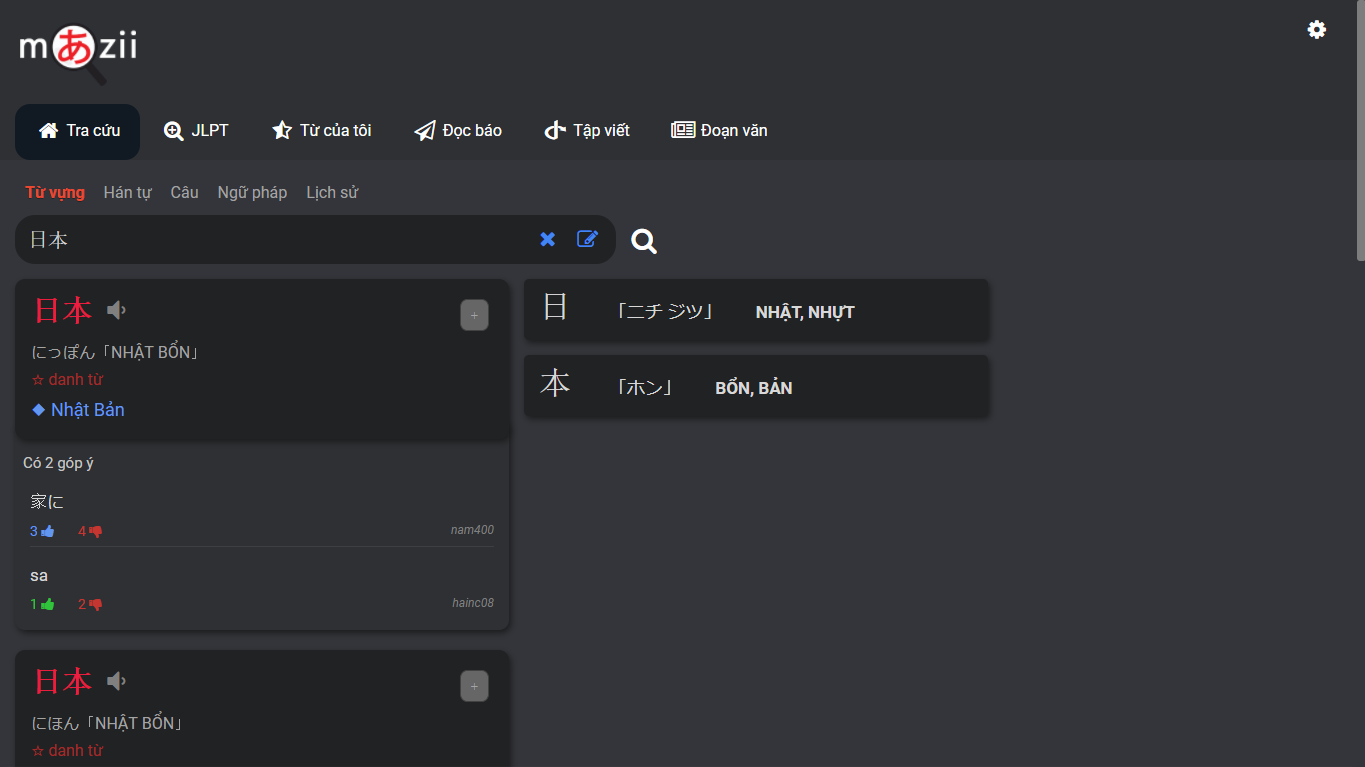 mあzii
Tra cứu JLPT Từ của tôi Đọc báo Tập viết Đoạn văn
Từ vựng Hán tự Câu Ngữ pháp Lịch sử
日本
日本
+
にっぽん「NHẬT BỔN」
☆ danh từ
◆ Nhật Bản
Có 2 góp ý
家に
3 4 nam400
sa
1 2 hainc08
日本
+
にほん「NHẬT BỔN」
☆ danh từ
日 「ニチ ジツ」 NHẬT, NHỰT
本 「ホン」 BỔN, BẢN